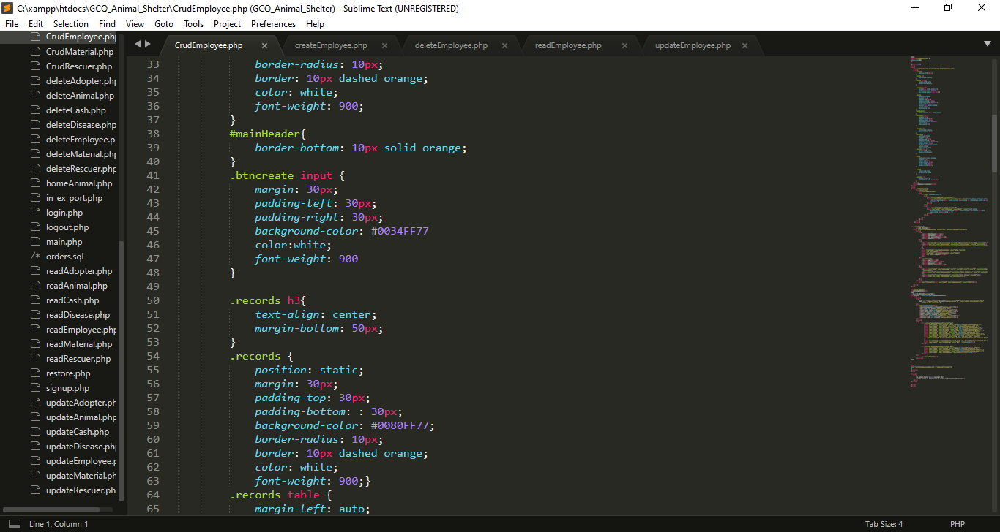 C:\xampp\htdocs\GCQ_Animal_Shelter\CrudEmployee.php (GCQ_Animal_Shelter) - Sublime Text (UNREGISTERED)
File Edit Selection Find View Goto Tools Project Preferences Help
CrudEmployee.ph
CrudMaterial.php
CrudRescuer.php
deleteAdopter.php
deleteAnimal.php
deleteCash.php
deleteDisease.php
deleteEmployee.p
deleteMaterial.php
deleteRescuer.php
homeAnimal.php
in_ex_port.php
login.php
logout.php
main.php
/* orders.sql
readAdopter.php
readAnimal.php
readCash.php
readDisease.php
readEmployee.php
readMaterial.php
readRescuer.php
restore.php
signup.php
updateAdopter.ph
updateAnimal.php
updateCash.php
updateDisease.ph
updateEmployee.p
updateMaterial.ph
updateRescuer.ph
CrudEmployee.php createEmployee.php deleteEmployee.php readEmployee.php updateEmployee.php
33 border-radius: 10px;
34 border: 10px dashed orange;
35 color: white;
36 font-weight: 900;
37 }
38 #mainHeader{
39 border-bottom: 10px solid orange;
40 }
41 .btncreate input {
42 margin: 30px;
43 padding-left: 30px;
44 padding-right: 30px;
45 background-color: #0034FF77
46 color:white;
47 font-weight: 900
48 }
49
50 .records h3{
51 text-align: center;
52 margin-bottom: 50px;
53 }
54 .records {
55 position: static;
56 margin: 30px;
57 padding-top: 30px;
58 padding-bottom: : 30px;
59 background-color: #0080FF77;
60 border-radius: 10px;
61 border: 10px dashed orange;
62 color: white;
63 font-weight: 900;}
64 .records table {
65 margin-left: auto;
Line 1, Column 1 Tab Size: 4 PHP